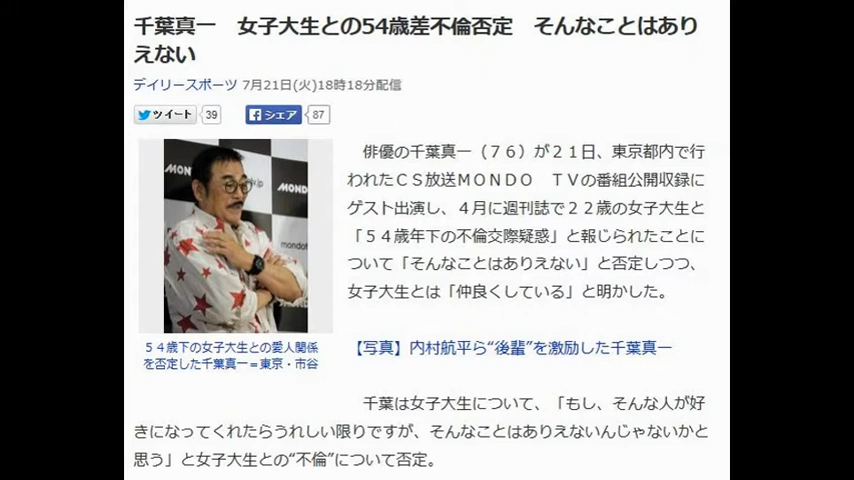 千葉真一　女子大生との54歳差不倫否定　そんなことはあり
えない
デイリースポーツ 7月21日(火)18時18分配信
ツイート 39 シェア 87
俳優の千葉真一（７６）が２１日、東京都内で行
われたＣＳ放送ＭＯＮＤＯ　ＴＶの番組公開収録に
ゲスト出演し、４月に週刊誌で２２歳の女子大生と
「５４歳年下の不倫交際疑惑」と報じられたことに
ついて「そんなことはありえない」と否定しつつ、
女子大生とは「仲良くしている」と明かした。
MONDO
mondo
５４歳下の女子大生との愛人関係
を否定した千葉真一＝東京・市谷
【写真】内村航平ら“後輩”を激励した千葉真一
千葉は女子大生について、「もし、そんな人が好
きになってくれたらうれしい限りですが、そんなことはありえないんじゃないかと
思う」と女子大生との“不倫”について否定。